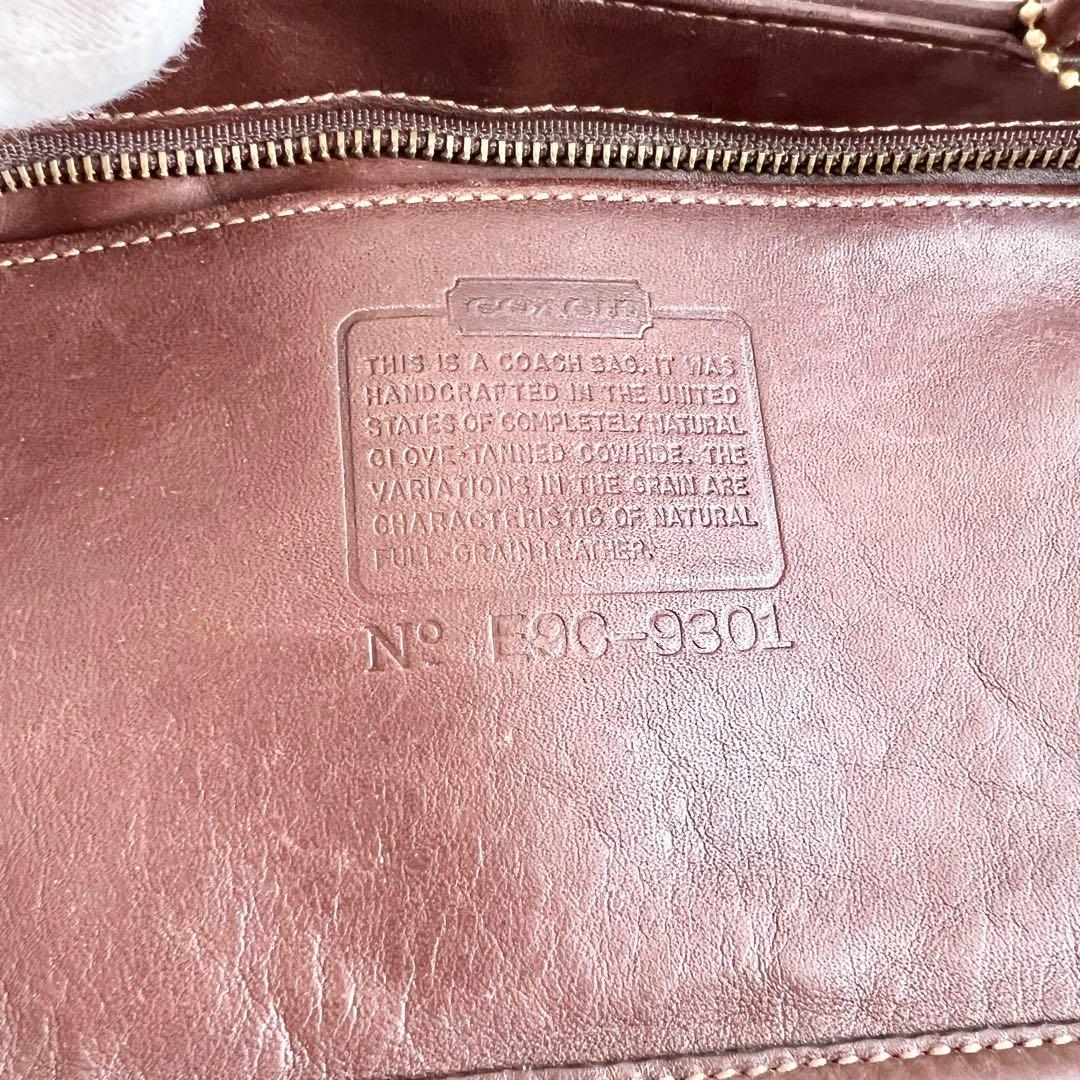 COACH
THIS IS A COACH BAG. IT WAS
HANDCRAFTED IN THE UNITED
STATES OF COMPLETELY NATURAL
GLOVE-TANNED COWHIDE. THE
VARIATIONS IN THE GRAIN ARE
CHARACTERISTIC OF NATURAL
FULL-GRAIN LEATHER.
Nº E9C-9301